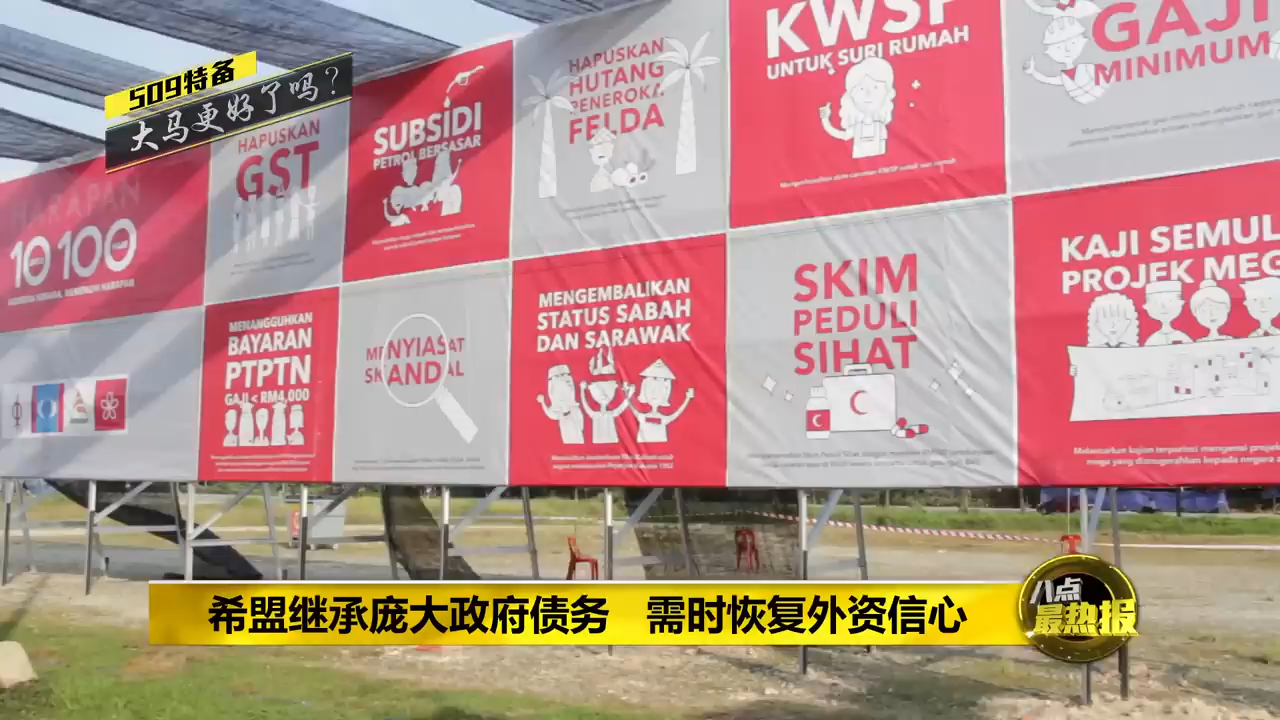 509特备
大马更好了吗？
HARAPAN
10 100
HAPUSKAN
GST
SUBSIDI
PETROL BERSASAR
HAPUSKAN
HUTANG
PENEROKA
FELDA
KWSP
UNTUK SURI RUMAH
GAJI
MINIMUM
MENANGGUHKAN
BAYARAN
PTPTN
GAJI < RM4,000
MENYIASAT
SKANDAL
MENGEMBALIKAN
STATUS SABAH
DAN SARAWAK
SKIM
PEDULI
SIHAT
KAJI SEMUL
PROJEK MEG
希盟继承庞大政府债务 需时恢复外资信心
八点
最热报